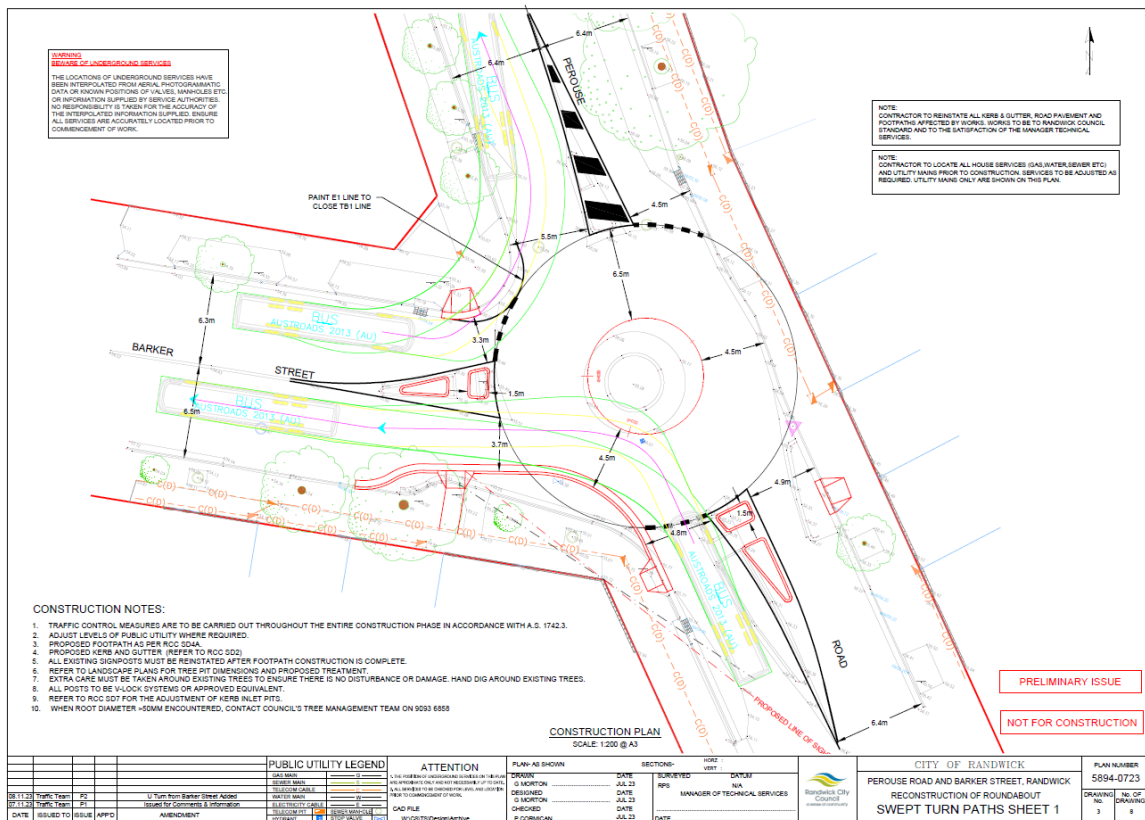 WARNING
BEWARE OF UNDERGROUND SERVICES
THE LOCATIONS OF UNDERGROUND SERVICES HAVE
BEEN INTERPOLATED FROM AERIAL PHOTOGRAMMATIC
DATA OR KNOWN POSITIONS OF VALVES, MANHOLES ETC.
OR INFORMATION SUPPLIED BY SERVICE AUTHORITIES.
NO RESPONSIBILITY IS TAKEN FOR THE ACCURACY OF
THE INTERPOLATED INFORMATION SUPPLIED. ENSURE
ALL SERVICES ARE ACCURATELY LOCATED PRIOR TO
COMMENCEMENT OF WORK.
NOTE:
CONTRACTOR TO REINSTATE ALL KERB & GUTTER, ROAD PAVEMENT AND
FOOTPATHS AFFECTED BY WORKS. WORKS TO BE TO RANDWICK COUNCIL
STANDARD AND TO THE SATISFACTION OF THE MANAGER TECHNICAL
SERVICES.
NOTE:
CONTRACTOR TO LOCATE ALL HOUSE SERVICES (GAS,WATER,SEWER ETC)
AND UTILITY MAINS PRIOR TO CONSTRUCTION. SERVICES TO BE ADJUSTED AS
REQUIRED. UTILITY MAINS ONLY ARE SHOWN ON THIS PLAN.
6.4m
6.4m
PEROUSE
BUS
AUSTROADS 2013 (AU)
PAINT E1 LINE TO
CLOSE TB1 LINE
5.5m
4.5m
6.5m
6.3m
BUS
AUSTROADS 2013 (AU)
3.3m
4.5m
BARKER
STREET
1.5m
BUS
AUSTROADS 2013 (AU)
6.5m
3.7m
4.5m
4.9m
1.5m
4.8m
BUS
AUSTROADS 2013 (AU)
C(D)
ROAD
6.4m
PROPOSED LINE OF
CONSTRUCTION NOTES:
1. TRAFFIC CONTROL MEASURES ARE TO BE CARRIED OUT THROUGHOUT THE ENTIRE CONSTRUCTION PHASE IN ACCORDANCE WITH A.S. 1742.3.
2. ADJUST LEVELS OF PUBLIC UTILITY WHERE REQUIRED.
3. PROPOSED FOOTPATH AS PER RCC SD4A.
4. PROPOSED KERB AND GUTTER (REFER TO RCC SD2)
5. ALL EXISTING SIGNPOSTS MUST BE REINSTATED AFTER FOOTPATH CONSTRUCTION IS COMPLETE.
6. REFER TO LANDSCAPE PLANS FOR TREE PIT DIMENSIONS AND PROPOSED TREATMENT.
7. EXTRA CARE MUST BE TAKEN AROUND EXISTING TREES TO ENSURE THERE IS NO DISTURBANCE OR DAMAGE. HAND DIG AROUND EXISTING TREES.
8. ALL POSTS TO BE V-LOCK SYSTEMS OR APPROVED EQUIVALENT.
9. REFER TO RCC SD7 FOR THE ADJUSTMENT OF KERB INLET PITS.
10. WHEN ROOT DIAMETER >50MM ENCOUNTERED, CONTACT COUNCIL'S TREE MANAGEMENT TEAM ON 9093 6858
CONSTRUCTION PLAN
SCALE: 1:200 @ A3
PRELIMINARY ISSUE
NOT FOR CONSTRUCTION
08.11.23 Traffic Team P2 U Turn from Barker Street Added
07.11.23 Traffic Team P1 Issued for Comments & Information
DATE ISSUED TO ISSUE APP'D AMENDMENT
PUBLIC UTILITY LEGEND
GAS MAIN G
SEWER MAIN S
TELECOM CABLE
WATER MAIN W
ELECTRICITY CABLE E
TELECOM PIT SEWER MANHOLE
HYDRANT STOP VALVE
ATTENTION
CAD FILE
PLAN- AS SHOWN
SECTIONS- HORZ :
VERT :
DRAWN DATE
G MORTON JUL 23
DESIGNED DATE
G MORTON JUL 23
CHECKED DATE
P CORMICAN JUL 23
SURVEYED DATUM
RPS N/A
MANAGER OF TECHNICAL SERVICES
DATE
Randwick City
Council
CITY OF RANDWICK
PEROUSE ROAD AND BARKER STREET, RANDWICK
RECONSTRUCTION OF ROUNDABOUT
SWEPT TURN PATHS SHEET 1
PLAN NUMBER
5894-0723
DRAWING No. No. OF DRAWING
3 8